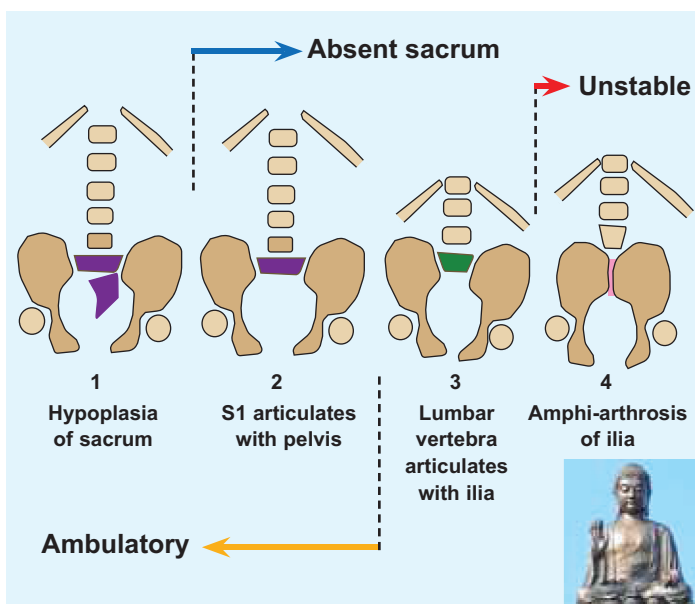 Absent sacrum
Unstable
1
Hypoplasia
of sacrum
2
S1 articulates
with pelvis
3
Lumbar
vertebra
articulates
with ilia
4
Amphi-arthrosis
of ilia
Ambulatory